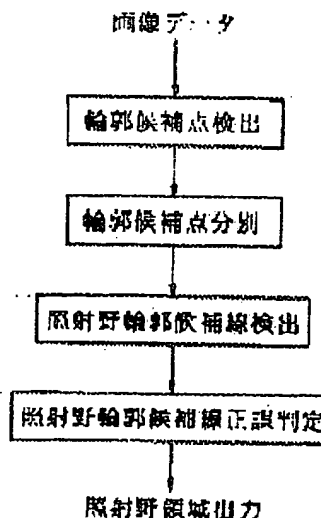 画像データ
輪郭候補点検出
輪郭候補点分別
照射野輪郭候補線検出
照射野輪郭候補線正誤判定
照射野領域出力